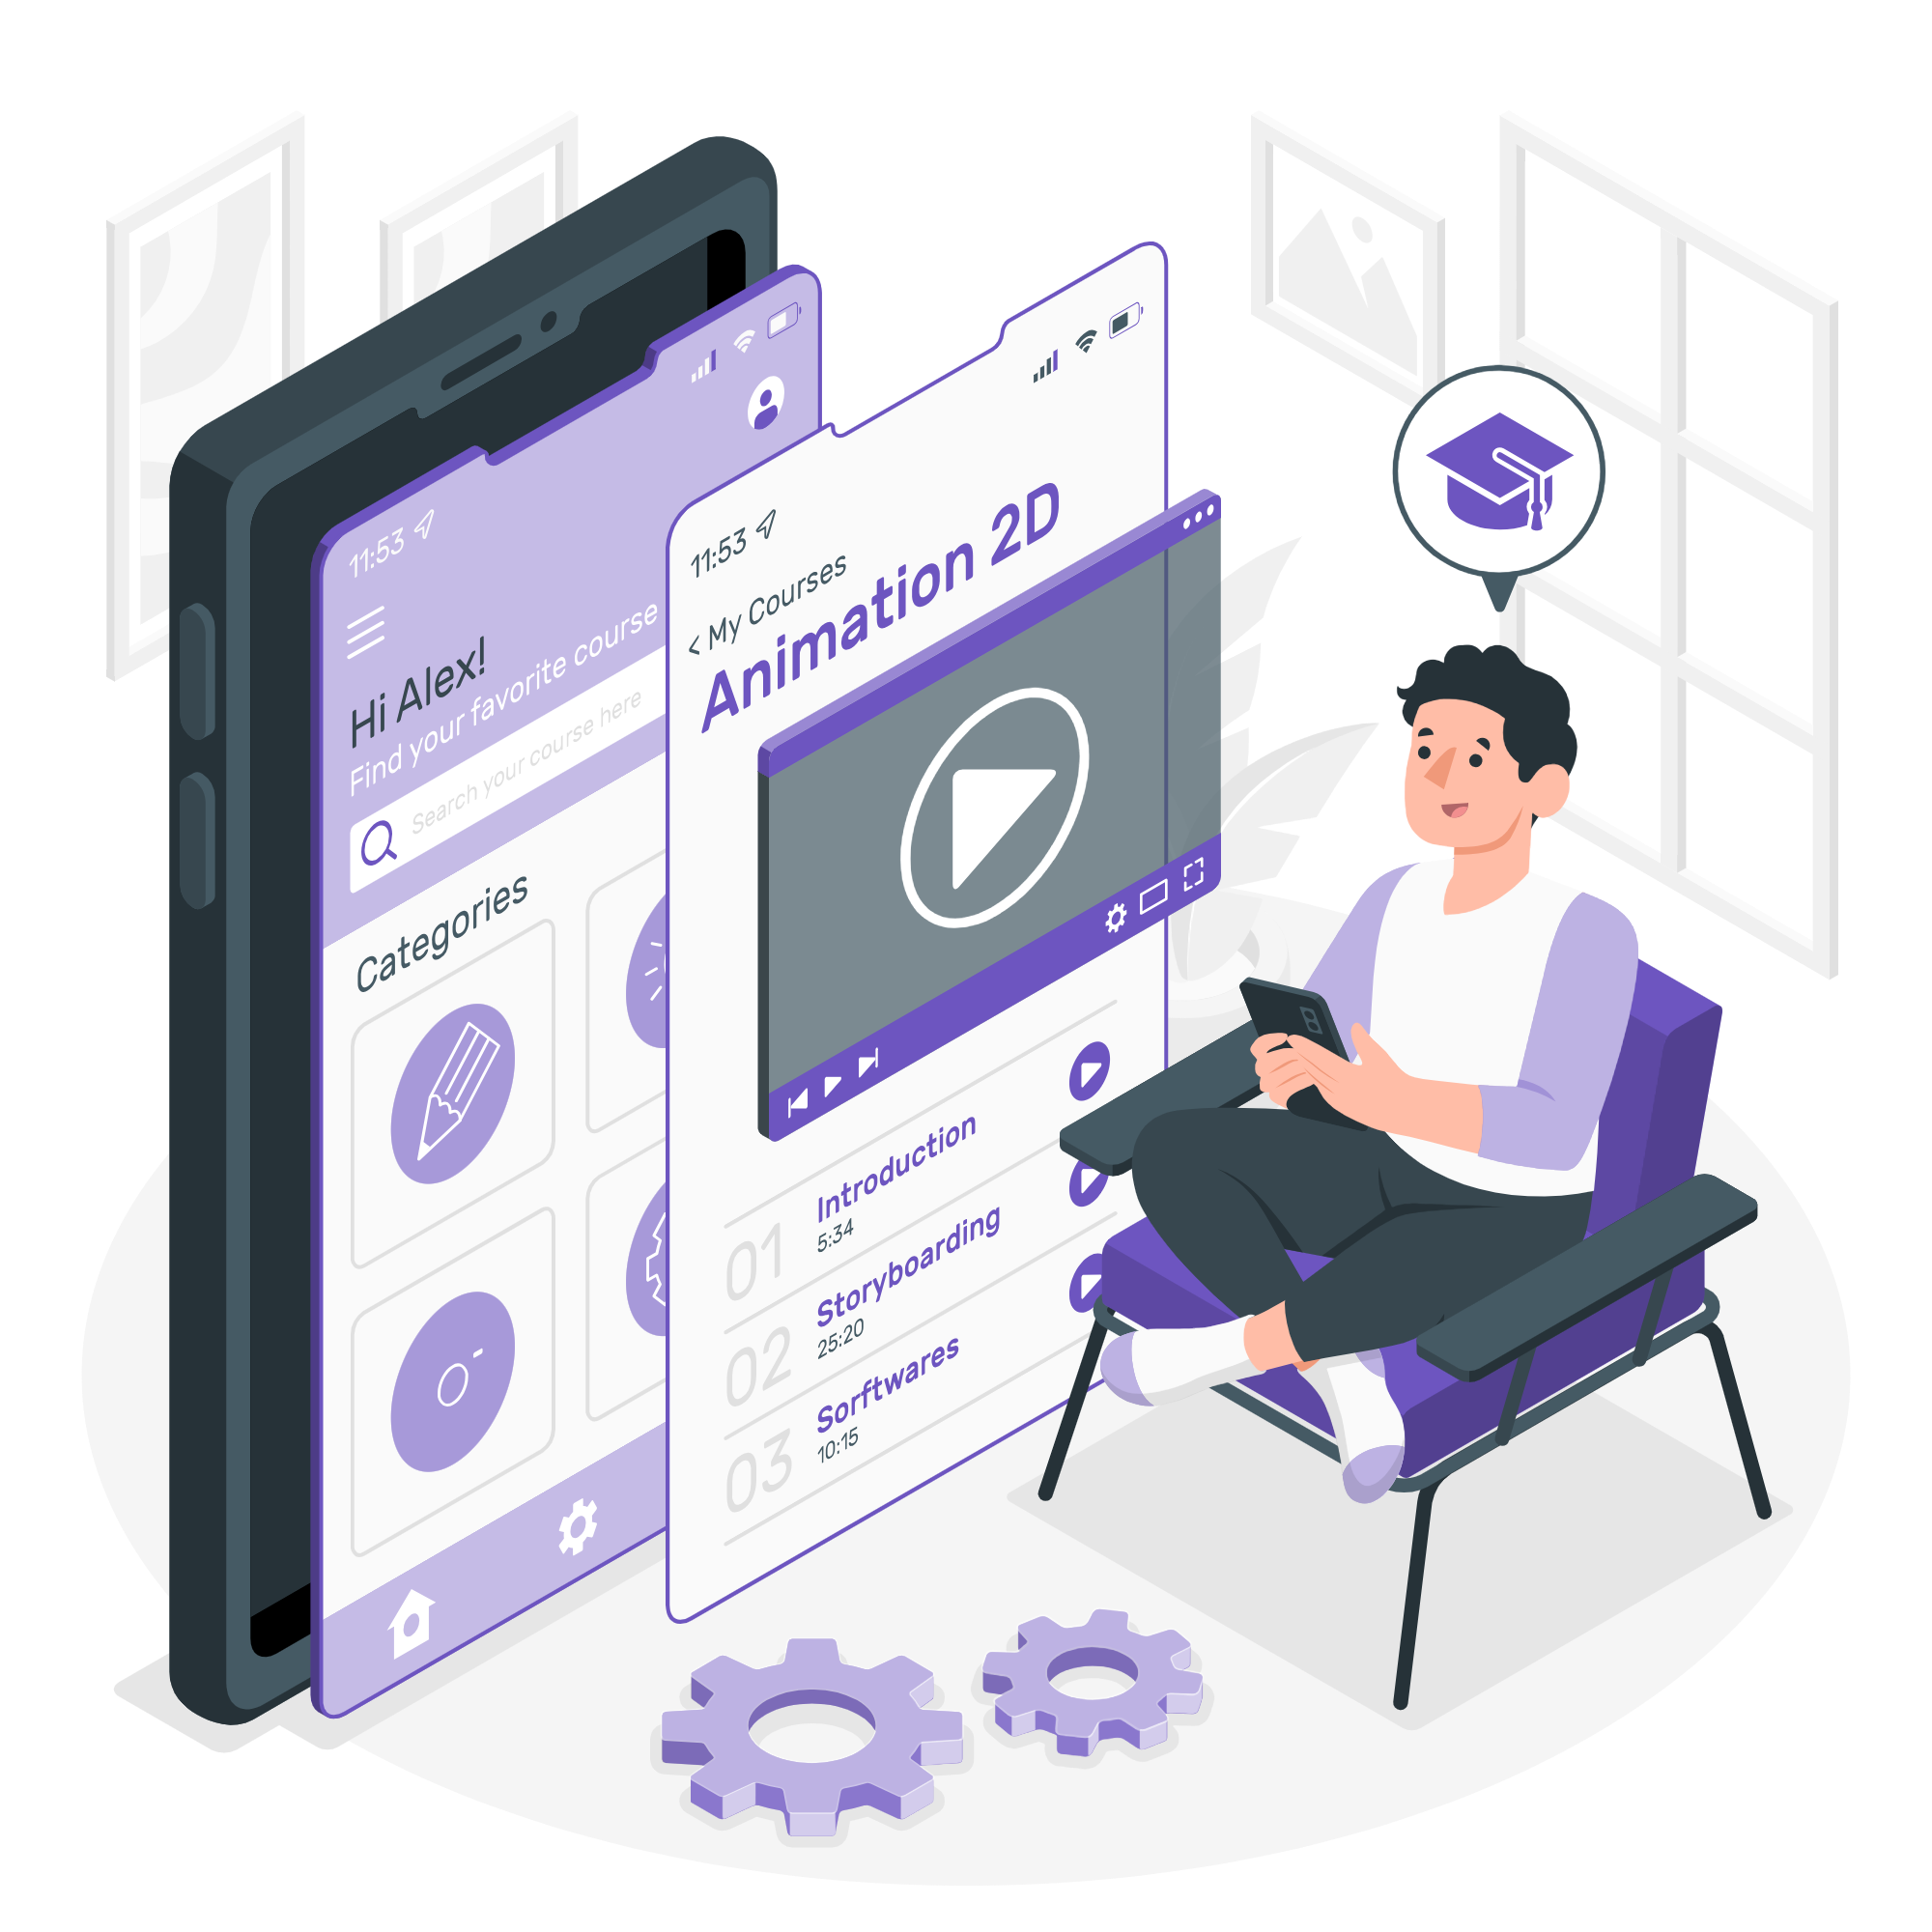 11:53
Hi Alex!
Find your favorite course
Search your course here
Categories
11:53
< My Courses
Animation 2D
01
Introduction
5:34
02
Storyboarding
25:20
03
Sorftwares
10:15